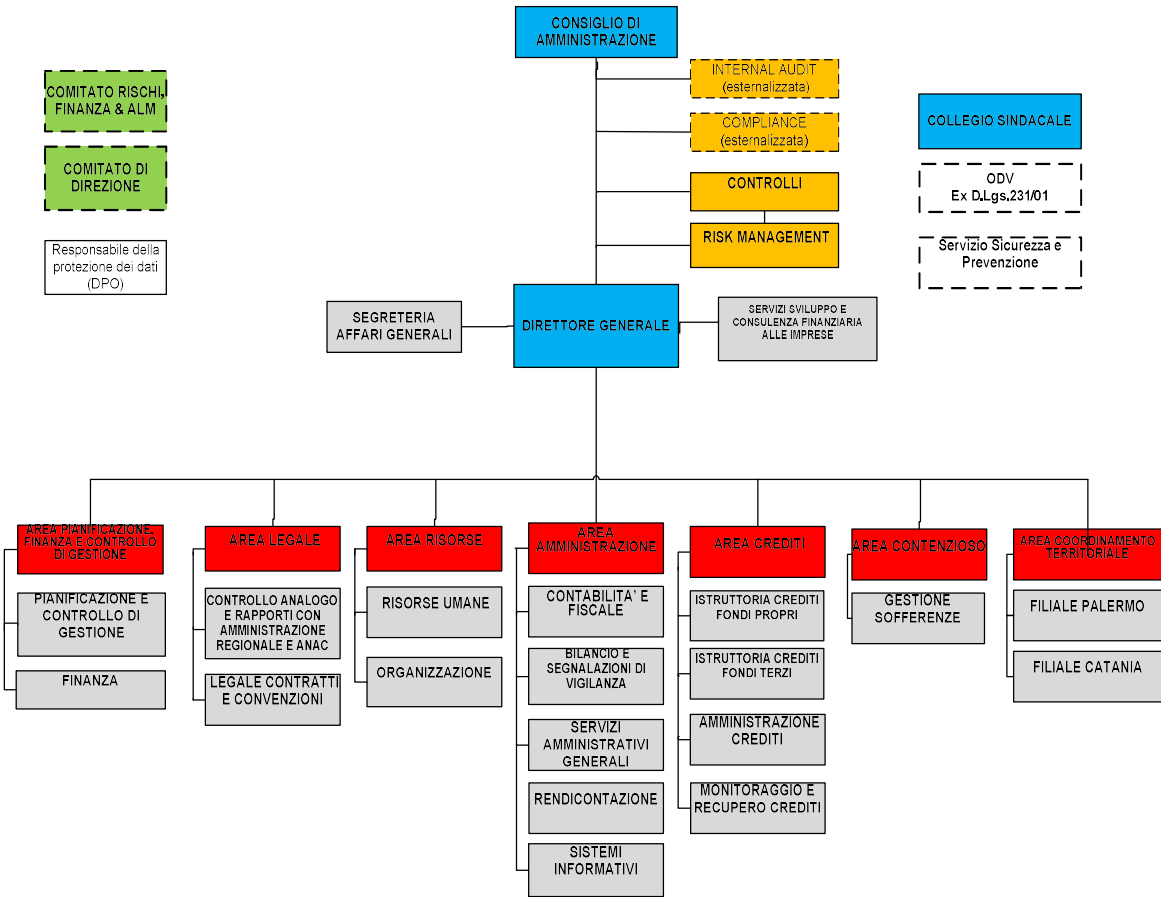 CONSIGLIO DI
AMMINISTRAZIONE
INTERNAL AUDIT
(esternalizzata)
COMPLIANCE
(esternalizzata)
CONTROLLI
RISK MANAGEMENT
COMITATO RISCHI,
FINANZA & ALM
COMITATO DI
DIREZIONE
Responsabile della
protezione dei dati
(DPO)
COLLEGIO SINDACALE
ODV
Ex D.Lgs.231/01
Servizio Sicurezza e
Prevenzione
SEGRETERIA
AFFARI GENERALI
DIRETTORE GENERALE
SERVIZI SVILUPPO E
CONSULENZA FINANZIARIA
ALLE IMPRESE
AREA PIANIFICAZIONE,
FINANZA E CONTROLLO
DI GESTIONE
PIANIFICAZIONE E
CONTROLLO DI
GESTIONE
FINANZA
AREA LEGALE
CONTROLLO ANALOGO
E RAPPORTI CON
AMMINISTRAZIONE
REGIONALE E ANAC
LEGALE CONTRATTI
E CONVENZIONI
AREA RISORSE
RISORSE UMANE
ORGANIZZAZIONE
AREA
AMMINISTRAZIONE
CONTABILITA' E
FISCALE
BILANCIO E
SEGNALAZIONI DI
VIGILANZA
SERVIZI
AMMINISTRATIVI
GENERALI
RENDICONTAZIONE
SISTEMI
INFORMATIVI
AREA CREDITI
ISTRUTTORIA CREDITI
FONDI PROPRI
ISTRUTTORIA CREDITI
FONDI TERZI
AMMINISTRAZIONE
CREDITI
MONITORAGGIO E
RECUPERO CREDITI
AREA CONTENZIOSO
GESTIONE
SOFFERENZE
AREA COORDINAMENTO
TERRITORIALE
FILIALE PALERMO
FILIALE CATANIA